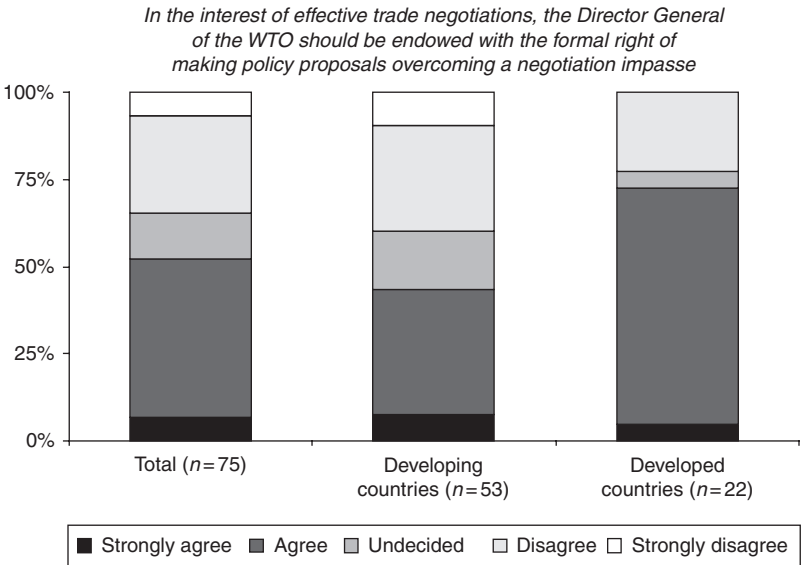 In the interest of effective trade negotiations, the Director General
of the WTO should be endowed with the formal right of
making policy proposals overcoming a negotiation impasse
100%
75%
50%
25%
0%
Total (n=75)
Developing
countries (n=53)
Developed
countries (n=22)
Strongly agree Agree Undecided Disagree Strongly disagree